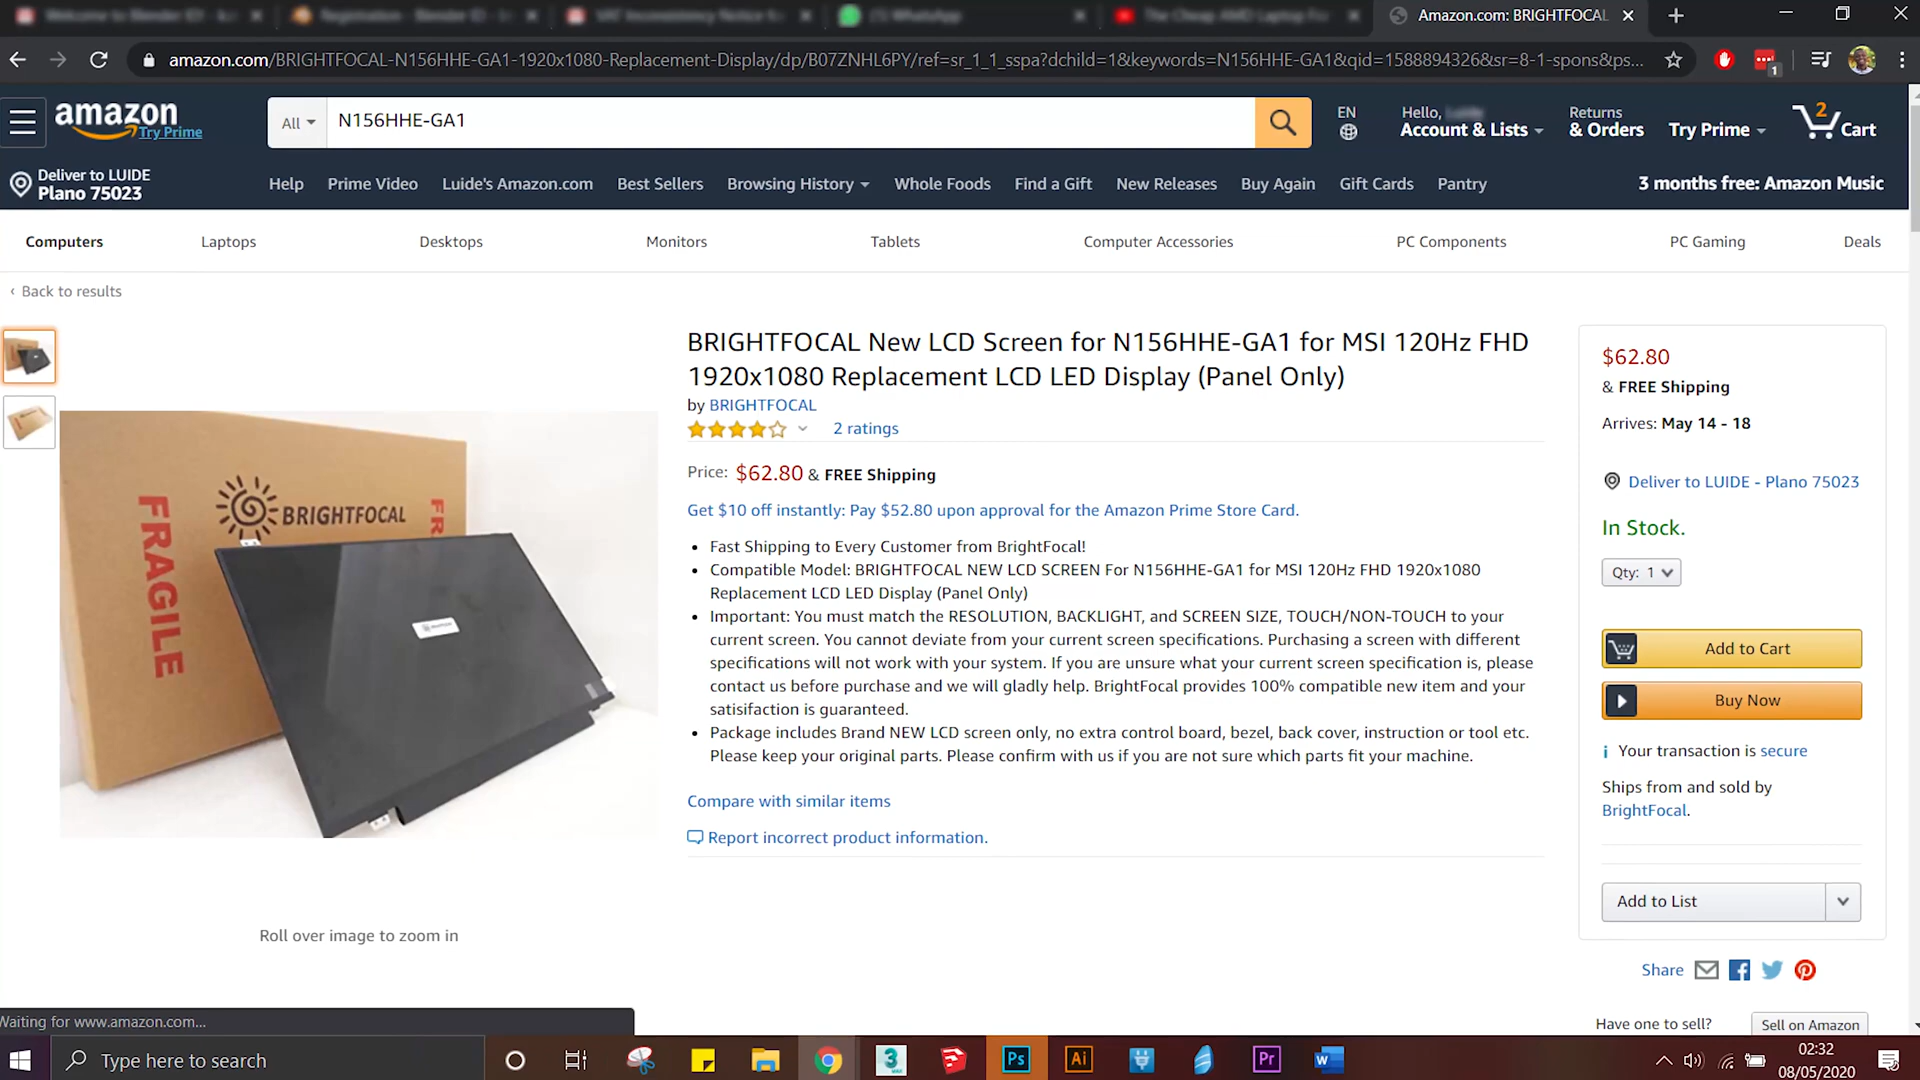 Amazon.com: BRIGHTFOCAL
amazon.com/BRIGHTFOCAL-N156HHE-GA1-1920x1080-Replacement-Display/dp/B07ZNHL6PY/ref=sr_1_1_sspa?dchild=1&keywords=N156HHE-GA1&qid=1588894326&sr=8-1-spons&ps...
1
amazon
Try Prime
All
N156HHE-GA1
EN
Hello,
Account & Lists
Returns
& Orders
Try Prime
2
Cart
Deliver to LUIDE
Plano 75023
Help
Prime Video
Luide's Amazon.com
Best Sellers
Browsing History
Whole Foods
Find a Gift
New Releases
Buy Again
Gift Cards
Pantry
3 months free: Amazon Music
Computers
Laptops
Desktops
Monitors
Tablets
Computer Accessories
PC Components
PC Gaming
Deals
‹ Back to results
FRAGILE
BRIGHTFOCAL
FR
Roll over image to zoom in
BRIGHTFOCAL New LCD Screen for N156HHE-GA1 for MSI 120Hz FHD
1920x1080 Replacement LCD LED Display (Panel Only)
by BRIGHTFOCAL
2 ratings
Price: $62.80 & FREE Shipping
Get $10 off instantly: Pay $52.80 upon approval for the Amazon Prime Store Card.
• Fast Shipping to Every Customer from BrightFocal!
• Compatible Model: BRIGHTFOCAL NEW LCD SCREEN For N156HHE-GA1 for MSI 120Hz FHD 1920x1080
Replacement LCD LED Display (Panel Only)
• Important: You must match the RESOLUTION, BACKLIGHT, and SCREEN SIZE, TOUCH/NON-TOUCH to your
current screen. You cannot deviate from your current screen specifications. Purchasing a screen with different
specifications will not work with your system. If you are unsure what your current screen specification is, please
contact us before purchase and we will gladly help. BrightFocal provides 100% compatible new item and your
satisifaction is guaranteed.
• Package includes Brand NEW LCD screen only, no extra control board, bezel, back cover, instruction or tool etc.
Please keep your original parts. Please confirm with us if you are not sure which parts fit your machine.
Compare with similar items
Report incorrect product information.
$62.80
& FREE Shipping
Arrives: May 14 - 18
Deliver to LUIDE - Plano 75023
In Stock.
Qty: 1
Add to Cart
Buy Now
Your transaction is secure
Ships from and sold by
BrightFocal.
Add to List
Share
Have one to sell?
Sell on Amazon
Waiting for www.amazon.com...
Type here to search
3
Ps
Ai
Pr
W
02:32
08/05/2020